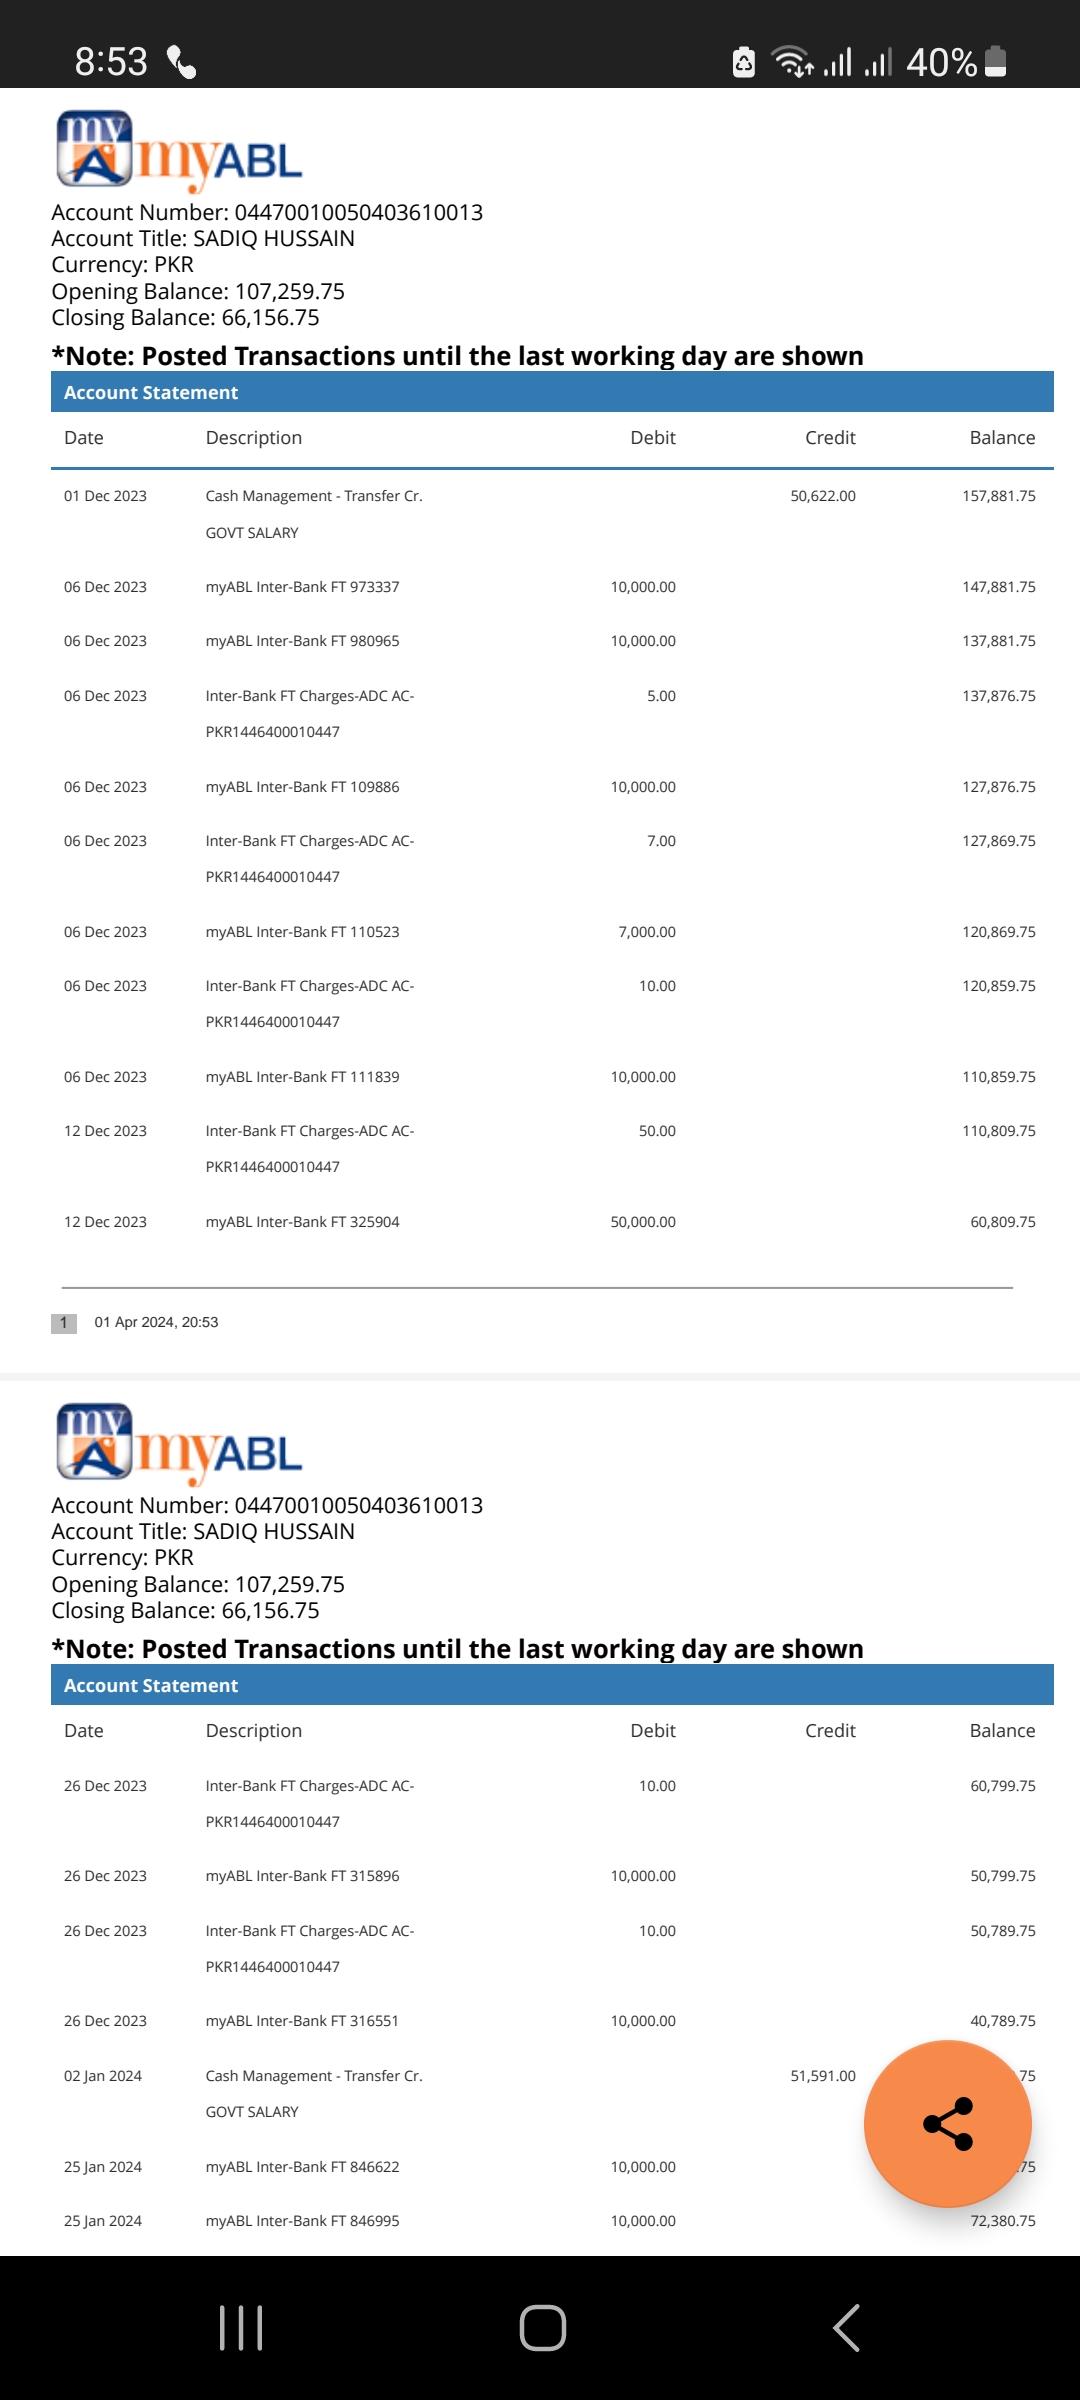 8:53 40%
my myABL
Account Number: 04470010050403610013
Account Title: SADIQ HUSSAIN
Currency: PKR
Opening Balance: 107,259.75
Closing Balance: 66,156.75
*Note: Posted Transactions until the last working day are shown
Account Statement
Date Description Debit Credit Balance
01 Dec 2023 Cash Management - Transfer Cr. 50,622.00 157,881.75
GOVT SALARY
06 Dec 2023 myABL Inter-Bank FT 973337 10,000.00 147,881.75
06 Dec 2023 myABL Inter-Bank FT 980965 10,000.00 137,881.75
06 Dec 2023 Inter-Bank FT Charges-ADC AC- 5.00 137,876.75
PKR1446400010447
06 Dec 2023 myABL Inter-Bank FT 109886 10,000.00 127,876.75
06 Dec 2023 Inter-Bank FT Charges-ADC AC- 7.00 127,869.75
PKR1446400010447
06 Dec 2023 myABL Inter-Bank FT 110523 7,000.00 120,869.75
06 Dec 2023 Inter-Bank FT Charges-ADC AC- 10.00 120,859.75
PKR1446400010447
06 Dec 2023 myABL Inter-Bank FT 111839 10,000.00 110,859.75
12 Dec 2023 Inter-Bank FT Charges-ADC AC- 50.00 110,809.75
PKR1446400010447
12 Dec 2023 myABL Inter-Bank FT 325904 50,000.00 60,809.75
1 01 Apr 2024, 20:53
my myABL
Account Number: 04470010050403610013
Account Title: SADIQ HUSSAIN
Currency: PKR
Opening Balance: 107,259.75
Closing Balance: 66,156.75
*Note: Posted Transactions until the last working day are shown
Account Statement
Date Description Debit Credit Balance
26 Dec 2023 Inter-Bank FT Charges-ADC AC- 10.00 60,799.75
PKR1446400010447
26 Dec 2023 myABL Inter-Bank FT 315896 10,000.00 50,799.75
26 Dec 2023 Inter-Bank FT Charges-ADC AC- 10.00 50,789.75
PKR1446400010447
26 Dec 2023 myABL Inter-Bank FT 316551 10,000.00 40,789.75
02 Jan 2024 Cash Management - Transfer Cr. 51,591.00
GOVT SALARY
25 Jan 2024 myABL Inter-Bank FT 846622 10,000.00
25 Jan 2024 myABL Inter-Bank FT 846995 10,000.00 72,380.75